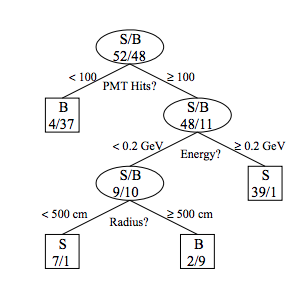 S/B
52/48
< 100
≥ 100
PMT Hits?
B
4/37
S/B
48/11
< 0.2 GeV
≥ 0.2 GeV
Energy?
S/B
9/10
S
39/1
< 500 cm
≥ 500 cm
Radius?
S
7/1
B
2/9